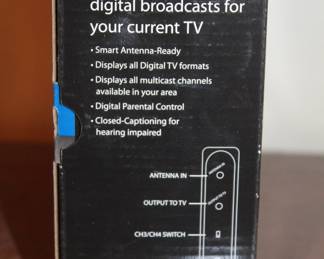 digital broadcasts for
your current TV
• Smart Antenna-Ready
• Displays all Digital TV formats
• Displays all multicast channels
available in your area
• Digital Parental Control
• Closed-Captioning for
hearing impaired
ANTENNA IN
OUTPUT TO TV
CH3/CH4 SWITCH